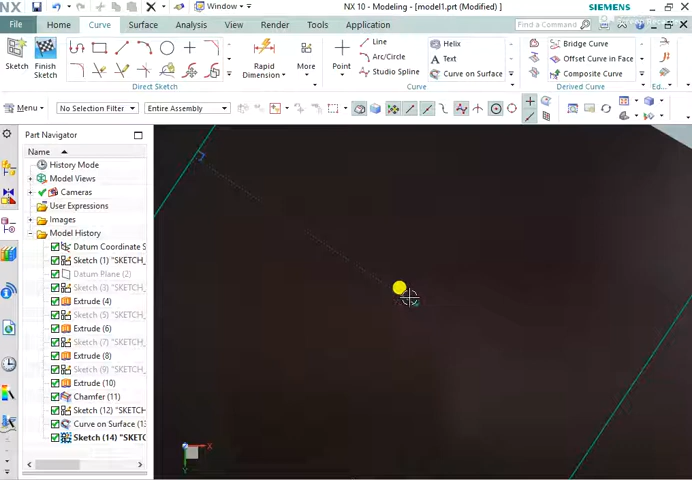 NX Window NX 10 - Modeling - [model1.prt (Modified) ] SIEMENS
File Home Curve Surface Analysis View Render Tools Application Find a Command
Sketch Finish Sketch Rapid Dimension More Point Line Helix Bridge Curve
Arc/Circle Text Offset Curve in Face
Studio Spline Curve on Surface Composite Curve
Direct Sketch Curve Derived Curve Ed...
Menu No Selection Filter Entire Assembly
Part Navigator
Name
History Mode
Model Views
Cameras
User Expressions
Images
Model History
Datum Coordinate S
Sketch (1) "SKETCH_
Datum Plane (2)
Sketch (3) "SKETCH_
Extrude (4)
Sketch (5) "SKETCH_
Extrude (6)
Sketch (7) "SKETCH_
Extrude (8)
Sketch (9) "SKETCH_
Extrude (10)
Chamfer (11)
Sketch (12) "SKETC
Curve on Surface (13
Sketch (14) "SKETC
X
Y